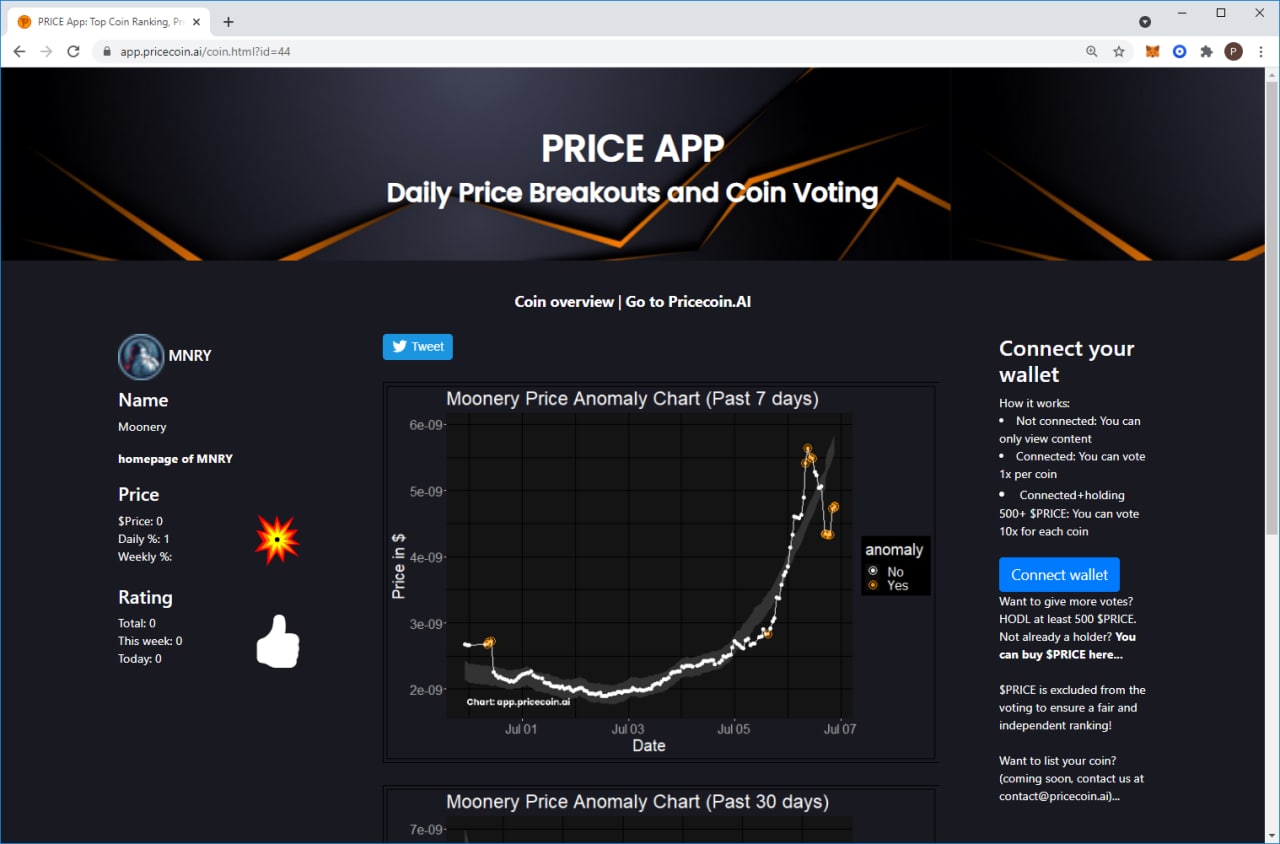 PRICE App: Top Coin Ranking, Pri
app.pricecoin.ai/coin.html?id=44
P
PRICE APP
Daily Price Breakouts and Coin Voting
Coin overview | Go to Pricecoin.AI
MNRY
Name
Moonery
homepage of MNRY
Price
$Price: 0
Daily %: 1
Weekly %:
Rating
Total: 0
This week: 0
Today: 0
Tweet
Moonery Price Anomaly Chart (Past 7 days)
6e-09
5e-09
4e-09
3e-09
2e-09
Price in $
Chart: app.pricecoin.ai
Jul 01
Jul 03
Jul 05
Jul 07
Date
anomaly
No
Yes
Moonery Price Anomaly Chart (Past 30 days)
7e-09
Connect your
wallet
How it works:
• Not connected: You can
only view content
• Connected: You can vote
1x per coin
• Connected+holding
500+ $PRICE: You can vote
10x for each coin
Connect wallet
Want to give more votes?
HODL at least 500 $PRICE.
Not already a holder? You
can buy $PRICE here...
$PRICE is excluded from the
voting to ensure a fair and
independent ranking!
Want to list your coin?
(coming soon, contact us at
contact@pricecoin.ai)...